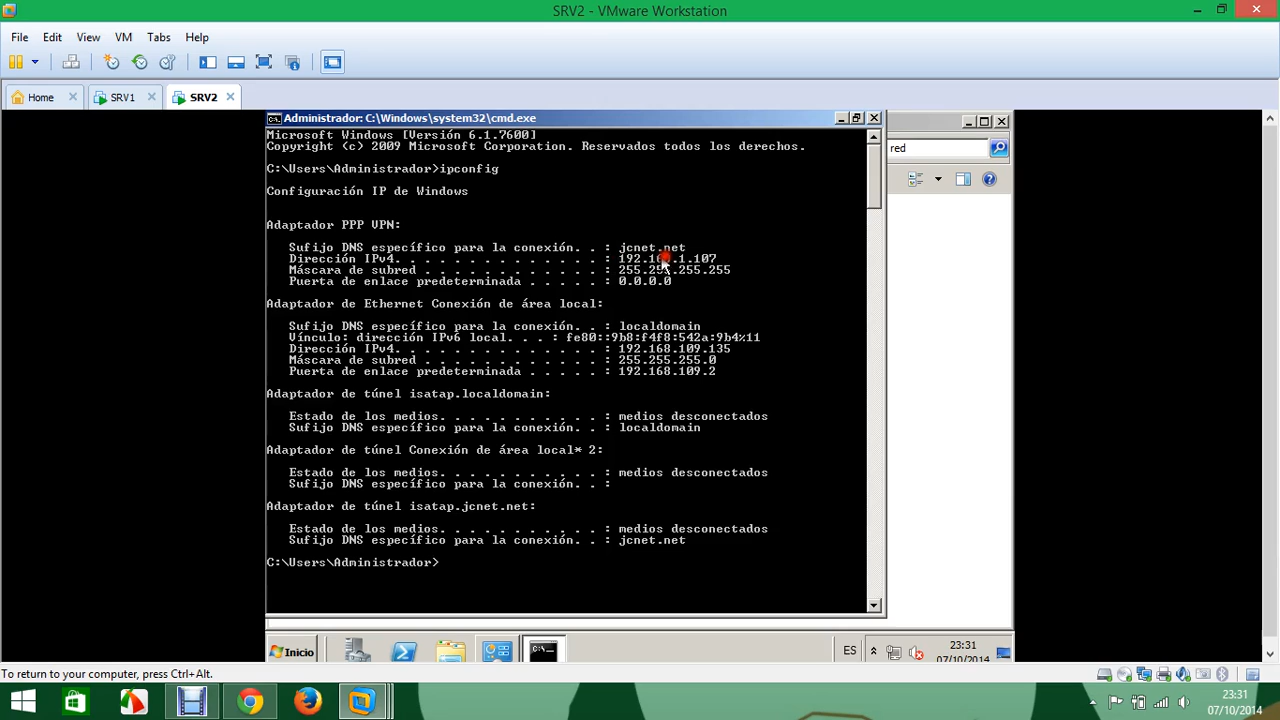 SRV2 - VMware Workstation
File Edit View VM Tabs Help
Home SRV1 SRV2
Administrador: C:\Windows\system32\cmd.exe
red
Microsoft Windows [Versión 6.1.7600]
Copyright (c) 2009 Microsoft Corporation. Reservados todos los derechos.
C:\Users\Administrador>ipconfig
Configuración IP de Windows
Adaptador PPP VPN:
Sufijo DNS específico para la conexión. . : jcnet.net
Dirección IPv4. . . . . . . . . . . . . . : 192.168.1.107
Máscara de subred . . . . . . . . . . . . : 255.255.255.255
Puerta de enlace predeterminada . . . . . : 0.0.0.0
Adaptador de Ethernet Conexión de área local:
Sufijo DNS específico para la conexión. . : localdomain
Vínculo: dirección IPv6 local. . . : fe80::9b8:f4f8:542a:9b4%11
Dirección IPv4. . . . . . . . . . . . . . : 192.168.109.135
Máscara de subred . . . . . . . . . . . . : 255.255.255.0
Puerta de enlace predeterminada . . . . . : 192.168.109.2
Adaptador de túnel isatap.localdomain:
Estado de los medios. . . . . . . . . . . : medios desconectados
Sufijo DNS específico para la conexión. . : localdomain
Adaptador de túnel Conexión de área local* 2:
Estado de los medios. . . . . . . . . . . : medios desconectados
Sufijo DNS específico para la conexión. . :
Adaptador de túnel isatap.jcnet.net:
Estado de los medios. . . . . . . . . . . : medios desconectados
Sufijo DNS específico para la conexión. . : jcnet.net
C:\Users\Administrador>
Inicio
ES
23:31
07/10/2014
To return to your computer, press Ctrl+Alt.
23:31
07/10/2014